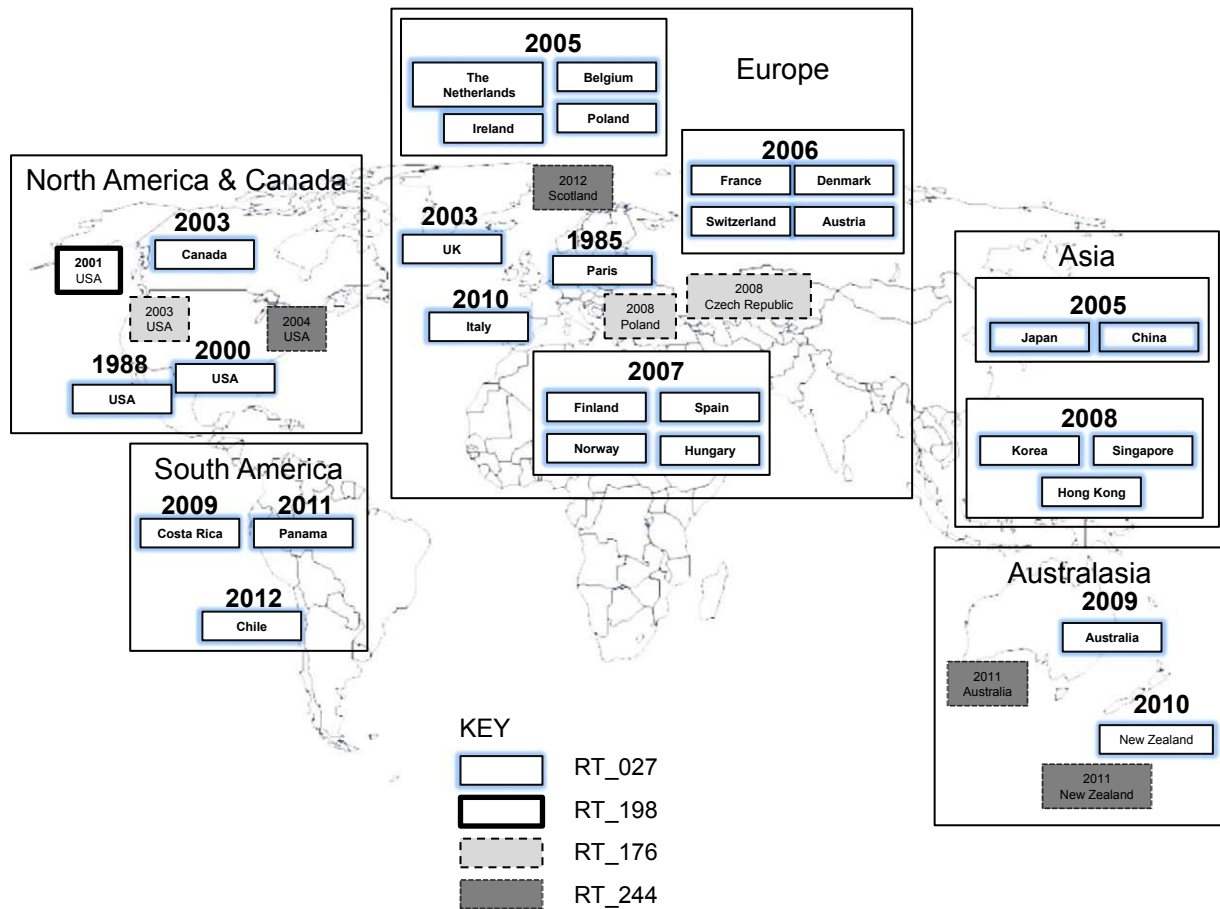 2005
The
Netherlands
Belgium
Ireland
Poland
Europe
2006
France
Denmark
Switzerland
Austria
2012
Scotland
2003
UK
1985
Paris
2010
Italy
2008
Poland
2008
Czech Republic
2007
Finland
Spain
Norway
Hungary
North America & Canada
2003
Canada
2001
USA
2003
USA
2004
USA
1988
USA
2000
USA
South America
2009
Costa Rica
2011
Panama
2012
Chile
Asia
2005
Japan
China
2008
Korea
Singapore
Hong Kong
Australasia
2009
Australia
2011
Australia
2010
New Zealand
2011
New Zealand
KEY
RT_027
RT_198
RT_176
RT_244